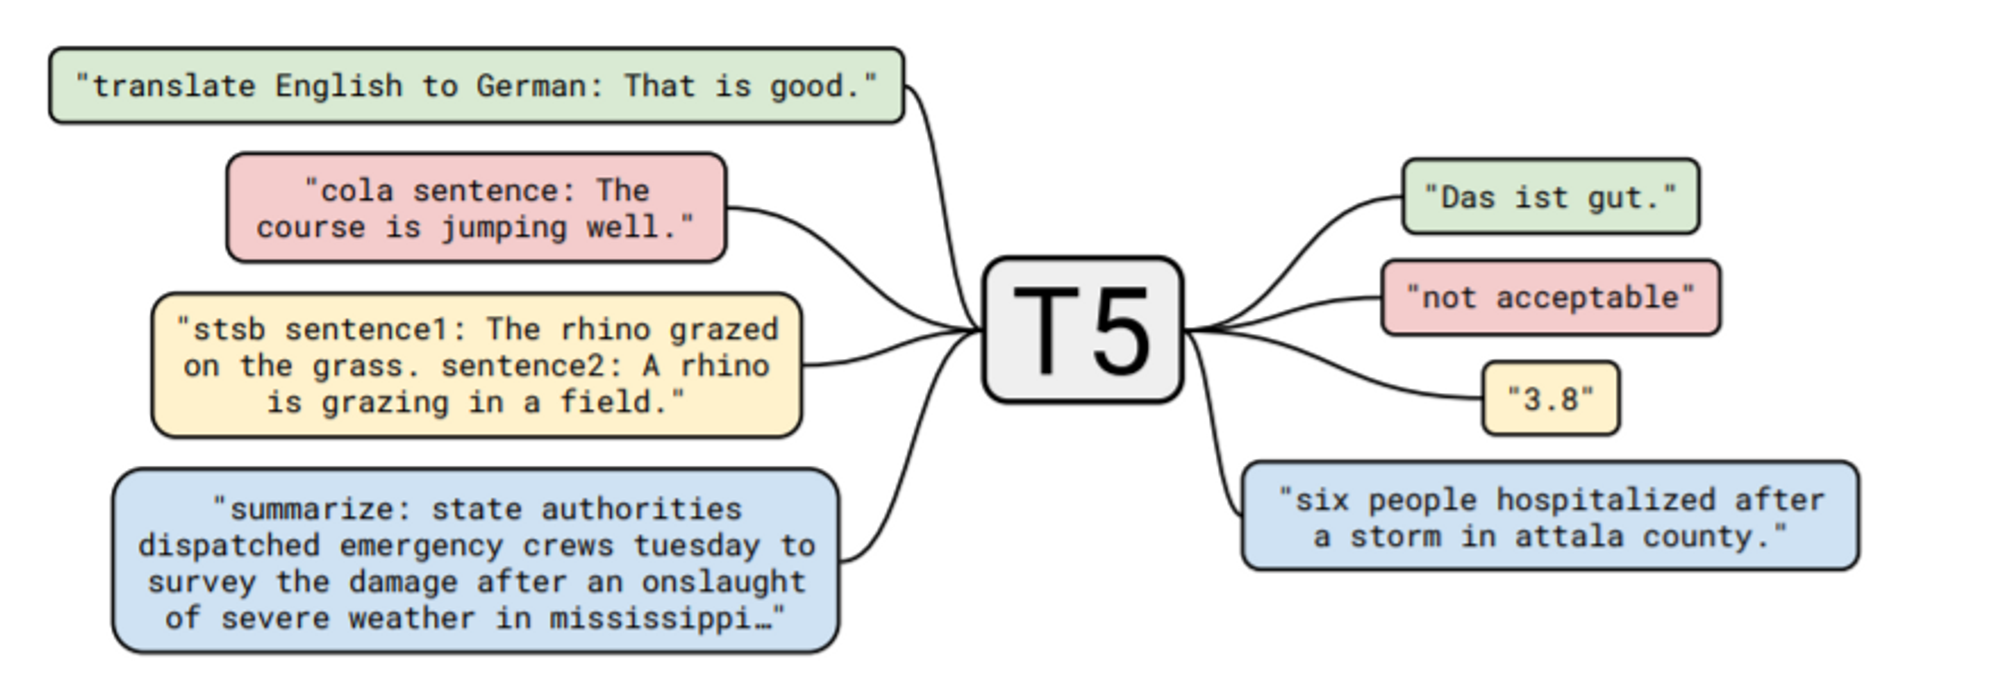 "translate English to German: That is good."
"cola sentence: The
course is jumping well."
"stsb sentence1: The rhino grazed
on the grass. sentence2: A rhino
is grazing in a field."
"summarize: state authorities
dispatched emergency crews tuesday to
survey the damage after an onslaught
of severe weather in mississippi…"
T5
"Das ist gut."
"not acceptable"
"3.8"
"six people hospitalized after
a storm in attala county."